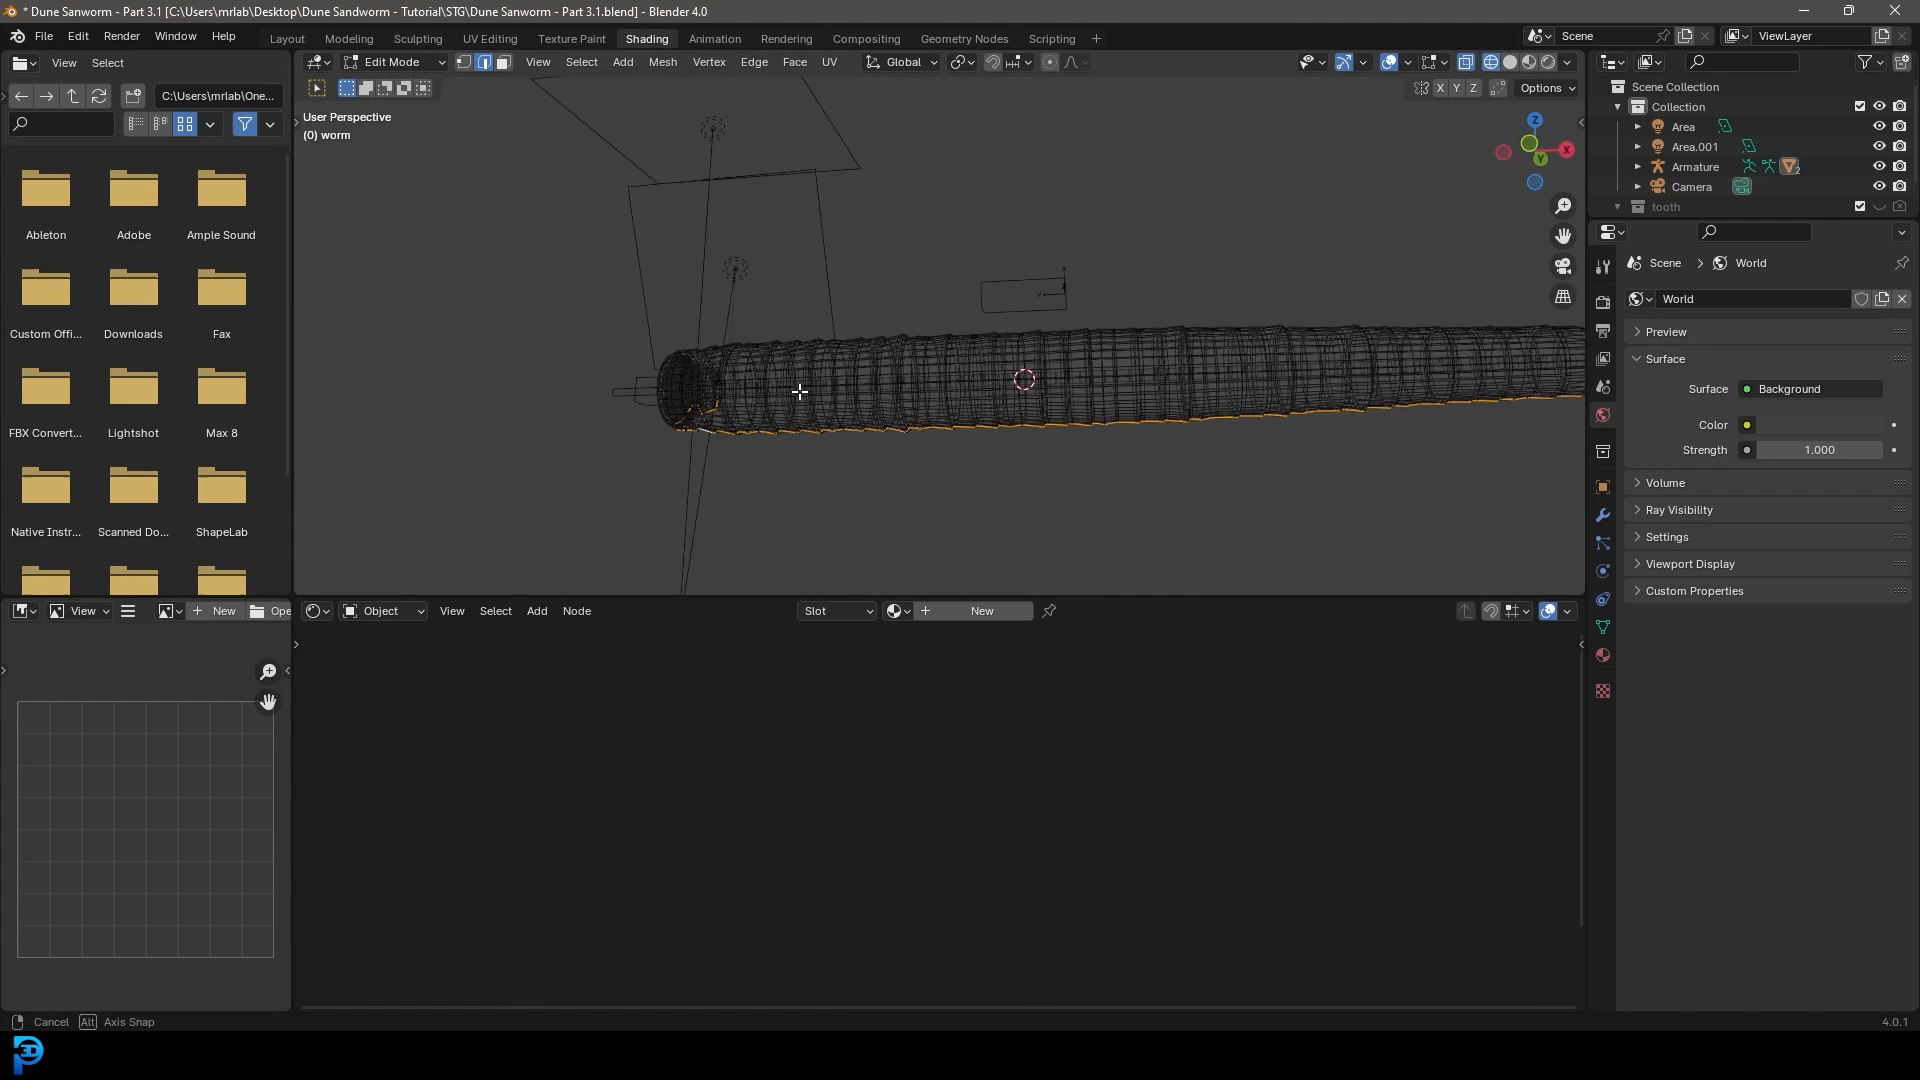 * Dune Sanworm - Part 3.1 [C:\Users\mrlab\Desktop\Dune Sandworm - Tutorial\STG\Dune Sanworm - Part 3.1.blend] - Blender 4.0
File Edit Render Window Help
Layout Modeling Sculpting UV Editing Texture Paint Shading Animation Rendering Compositing Geometry Nodes Scripting +
Scene
ViewLayer
View Select
Edit Mode
View Select Add Mesh Vertex Edge Face UV
Global
C:\Users\mrlab\One...
X Y Z
Options
User Perspective
(0) worm
Z
X
Y
Ableton Adobe Ample Sound
Custom Offi... Downloads Fax
FBX Convert... Lightshot Max 8
Native Instr... Scanned Do... ShapeLab
Scene Collection
Collection
Area
Area.001
Armature
2
Camera
tooth
Scene > World
World
Preview
Surface
Surface Background
Color
Strength 1.000
Volume
Ray Visibility
Settings
Viewport Display
Custom Properties
View
New
Ope
Object
View Select Add Node
Slot
New
Cancel Alt Axis Snap
4.0.1